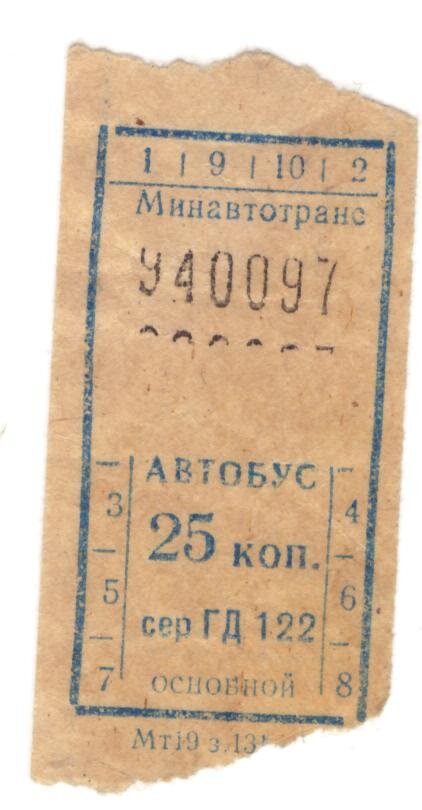 1 | 9 | 10 | 2
Минавтотранс
940097
АВТОБУС
3
4
25 коп.
5
6
сер ГД 122
7
основной
8
Мт19 з.